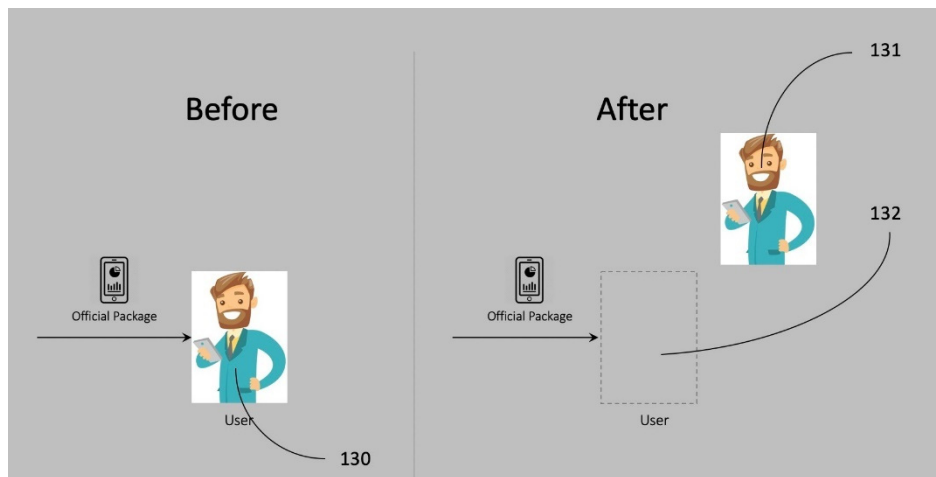 Before
Official Package
User
130
After
131
132
Official Package
User